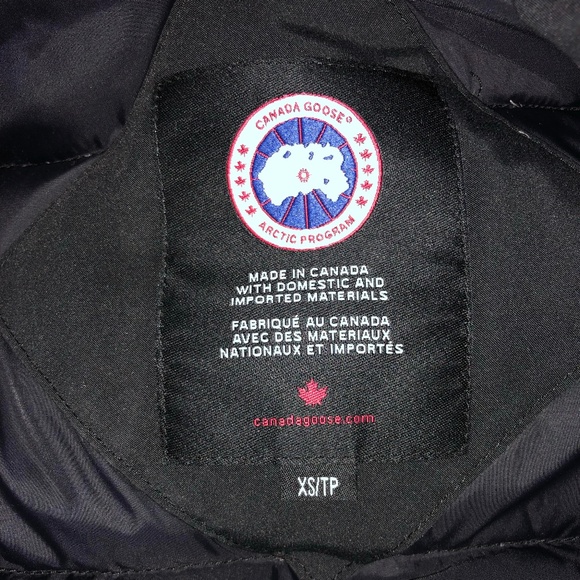 CANADA GOOSE®
ARCTIC PROGRAM
MADE IN CANADA
WITH DOMESTIC AND
IMPORTED MATERIALS
FABRIQUÉ AU CANADA
AVEC DES MATERIAUX
NATIONAUX ET IMPORTÉS
canadagoose.com
XS/TP